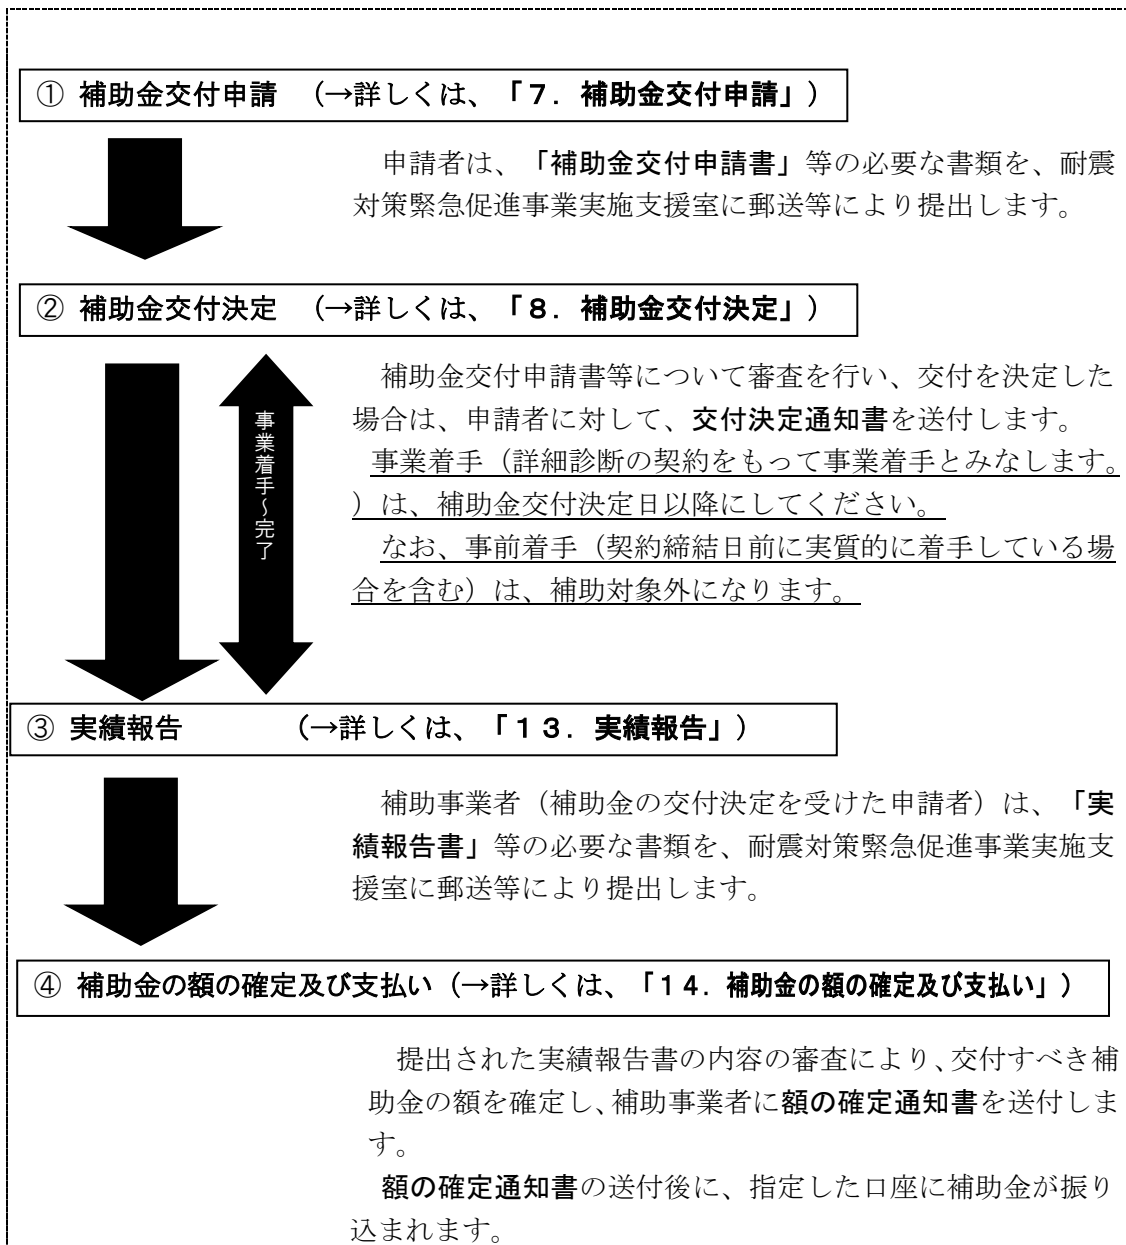 ① 補助金交付申請 （→詳しくは、「７．補助金交付申請」）
申請者は、「補助金交付申請書」等の必要な書類を、耐震
対策緊急促進事業実施支援室に郵送等により提出します。
② 補助金交付決定 （→詳しくは、「８．補助金交付決定」）
事業着手～完了
補助金交付申請書等について審査を行い、交付を決定した
場合は、申請者に対して、交付決定通知書を送付します。
事業着手（詳細診断の契約をもって事業着手とみなします。
）は、補助金交付決定日以降にしてください。
なお、事前着手（契約締結日前に実質的に着手している場
合を含む）は、補助対象外になります。
③ 実績報告 （→詳しくは、「１３．実績報告」）
補助事業者（補助金の交付決定を受けた申請者）は、「実
績報告書」等の必要な書類を、耐震対策緊急促進事業実施支
援室に郵送等により提出します。
④ 補助金の額の確定及び支払い（→詳しくは、「１４．補助金の額の確定及び支払い」）
提出された実績報告書の内容の審査により、交付すべき補
助金の額を確定し、補助事業者に額の確定通知書を送付しま
す。
額の確定通知書の送付後に、指定した口座に補助金が振り
込まれます。